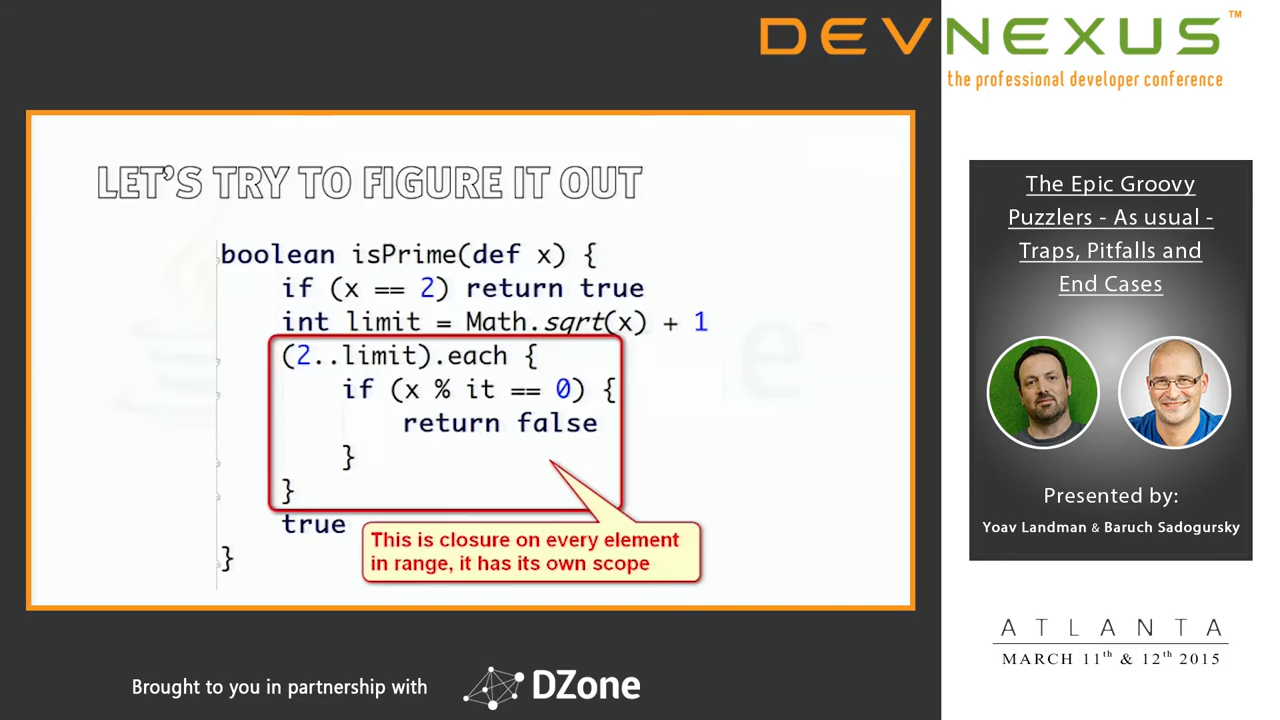 DEVNEXUS™
the professional developer conference
LET'S TRY TO FIGURE IT OUT
boolean isPrime(def x) {
if (x == 2) return true
int limit = Math.sqrt(x) + 1
(2..limit).each {
if (x % it == 0) {
return false
}
}
true
}
This is closure on every element
in range, it has its own scope
The Epic Groovy
Puzzlers - As usual -
Traps, Pitfalls and
End Cases
Presented by:
Yoav Landman & Baruch Sadogursky
ATLANTA
MARCH 11th & 12th 2015
Brought to you in partnership with
DZone